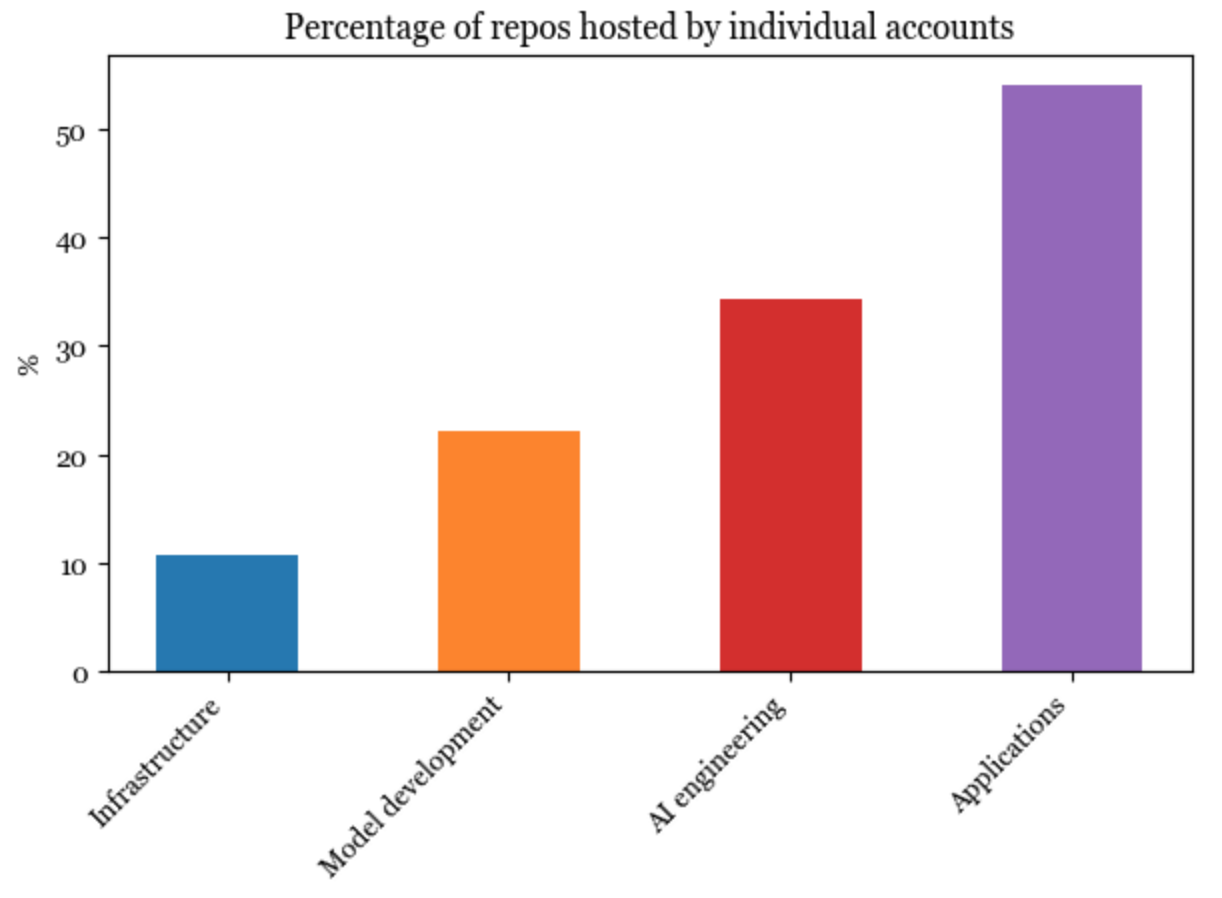 Percentage of repos hosted by individual accounts
50
40
30
20
10
0
%
Infrastructure
Model development
AI engineering
Applications